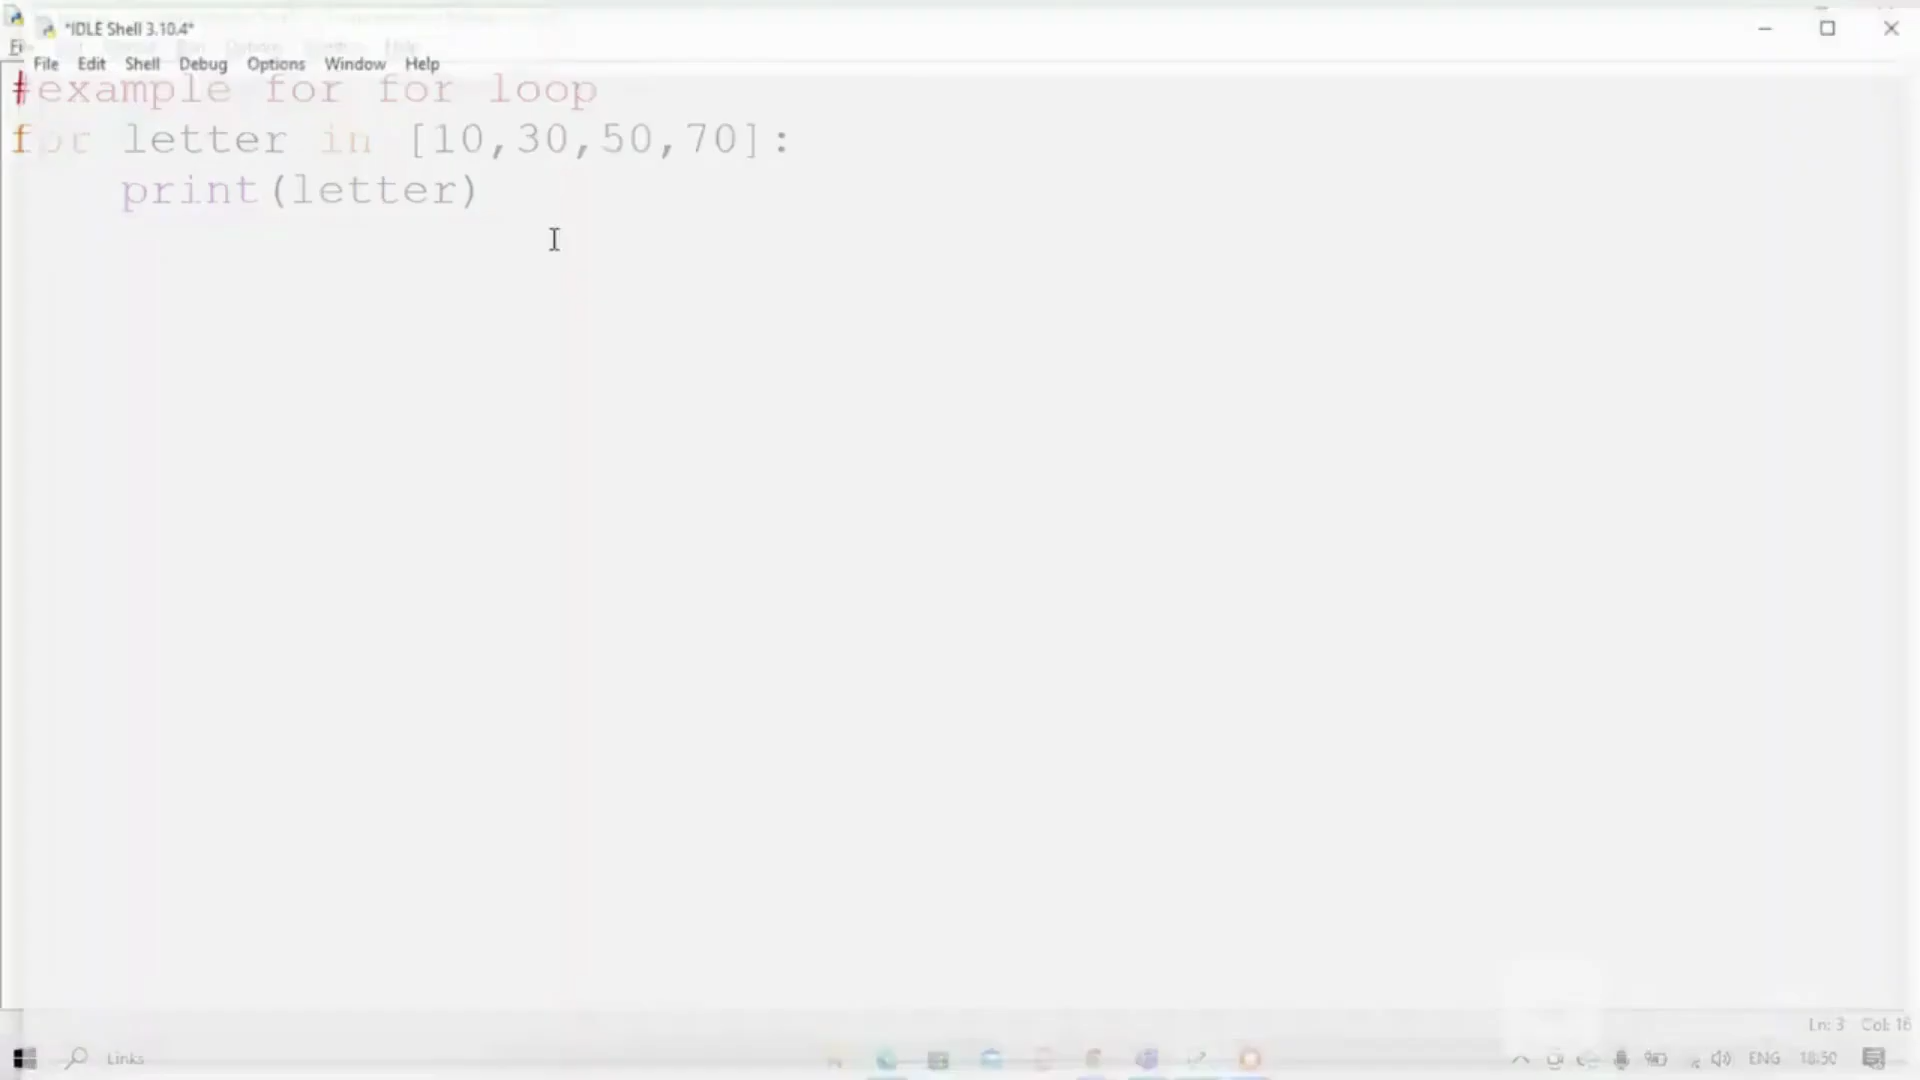 *IDLE Shell 3.10.4*
File Edit Shell Debug Options Window Help
#example for for loop
for letter in [10,30,50,70]:
    print(letter)
Ln: 3 Col: 16
Links
ENG 18:50